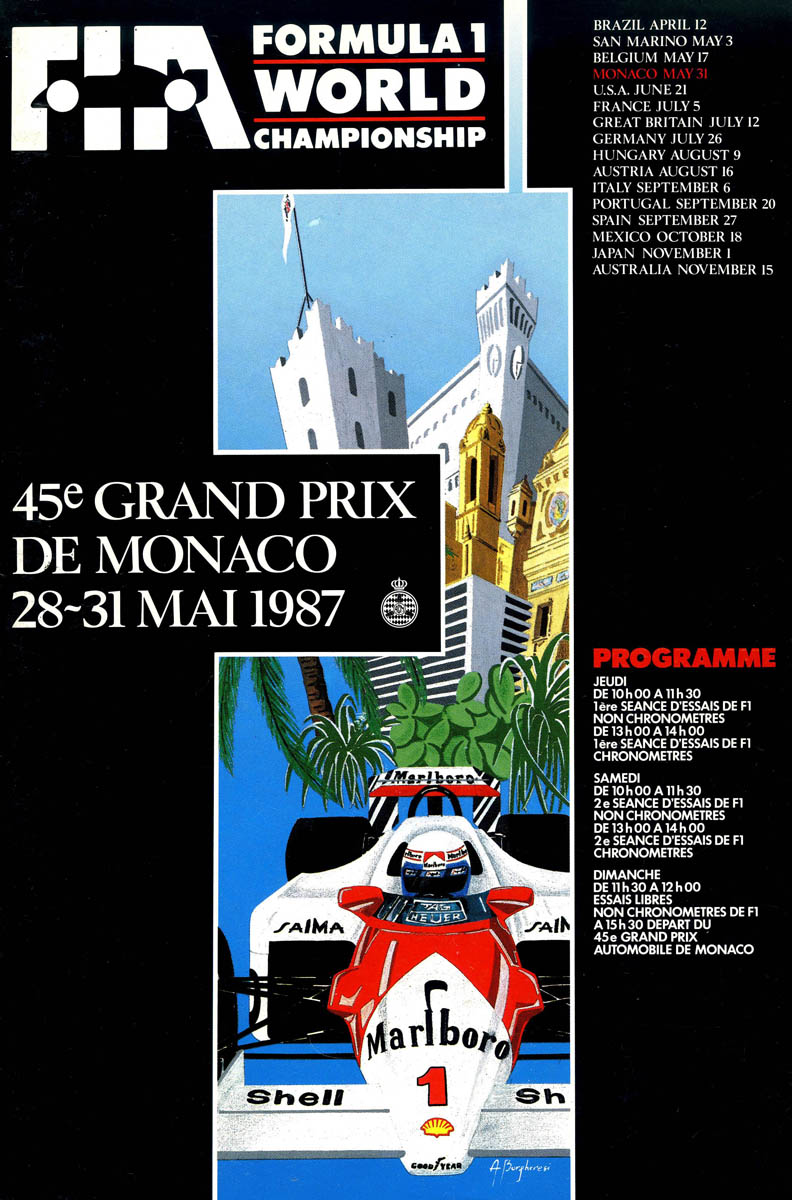 FIA
FORMULA 1
WORLD
CHAMPIONSHIP
BRAZIL APRIL 12
SAN MARINO MAY 3
BELGIUM MAY 17
MONACO MAY 31
U.S.A. JUNE 21
FRANCE JULY 5
GREAT BRITAIN JULY 12
GERMANY JULY 26
HUNGARY AUGUST 9
AUSTRIA AUGUST 16
ITALY SEPTEMBER 6
PORTUGAL SEPTEMBER 20
SPAIN SEPTEMBER 27
MEXICO OCTOBER 18
JAPAN NOVEMBER 1
AUSTRALIA NOVEMBER 15
45e GRAND PRIX
DE MONACO
28~31 MAI 1987
PROGRAMME
JEUDI
DE 10h00 A 11h30
1ère SEANCE D'ESSAIS DE F1
NON CHRONOMETRES
DE 13h00 A 14h00
1ère SEANCE D'ESSAIS DE F1
CHRONOMETRES
SAMEDI
DE 10h00 A 11h30
2e SEANCE D'ESSAIS DE F1
NON CHRONOMETRES
DE 13h00 A 14h00
2e SEANCE D'ESSAIS DE F1
CHRONOMETRES
DIMANCHE
DE 11h30 A 12h00
ESSAIS LIBRES
NON CHRONOMETRES DE F1
A 15h30 DEPART DU
45e GRAND PRIX
AUTOMOBILE DE MONACO
Marlboro
Marlboro
TAG
HEUER
SAIMA
SAIM
Marlboro
1
Shell
Sh
GOODYEAR
A. Borgheresi